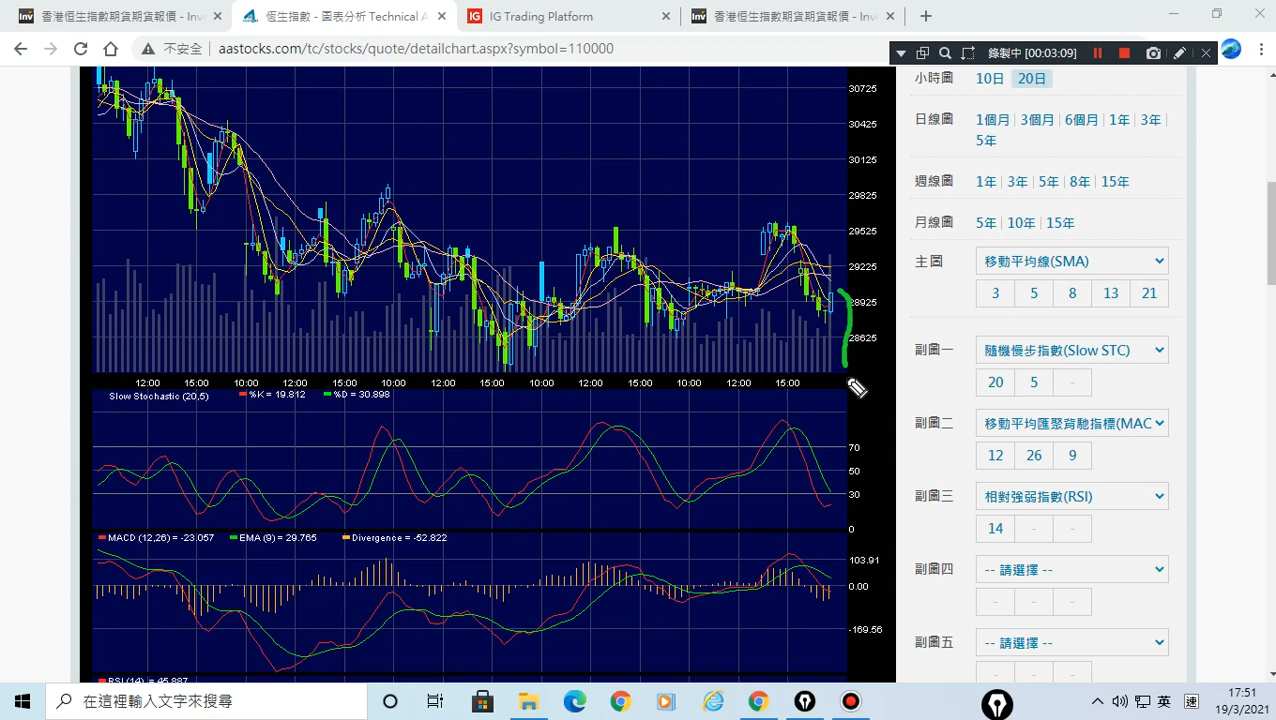 香港恒生指數期貨期貨報價 - Inve
恆生指數 - 圖表分析 Technical A
IG Trading Platform
香港恒生指數期貨期貨報價 - Inv
不安全
aastocks.com/tc/stocks/quote/detailchart.aspx?symbol=110000
錄製中 [00:03:09]
30725
30425
30125
29825
29525
29225
28925
28625
12:00 15:00 10:00 12:00 15:00 10:00 12:00 15:00 10:00 12:00 15:00 10:00 12:00 15:00
Slow Stochastic (20,5) %K = 19.812 %D = 30.898
70
50
30
0
MACD (12,26) = -23.057 EMA (9) = 29.765 Divergence = -52.822
103.91
0.00
-169.56
RSI (14) = 45.887
小時圖 10日 20日
日線圖 1個月 | 3個月 | 6個月 | 1年 | 3年 |
5年
週線圖 1年 | 3年 | 5年 | 8年 | 15年
月線圖 5年 | 10年 | 15年
主圖 移動平均線(SMA)
3 5 8 13 21
副圖一 隨機慢步指數(Slow STC)
20 5 -
副圖二 移動平均匯聚背馳指標(MAC
12 26 9
副圖三 相對強弱指數(RSI)
14 - -
副圖四 -- 請選擇 --
- - -
副圖五 -- 請選擇 --
- - -
在這裡輸入文字來搜尋
英
17:51
19/3/2021